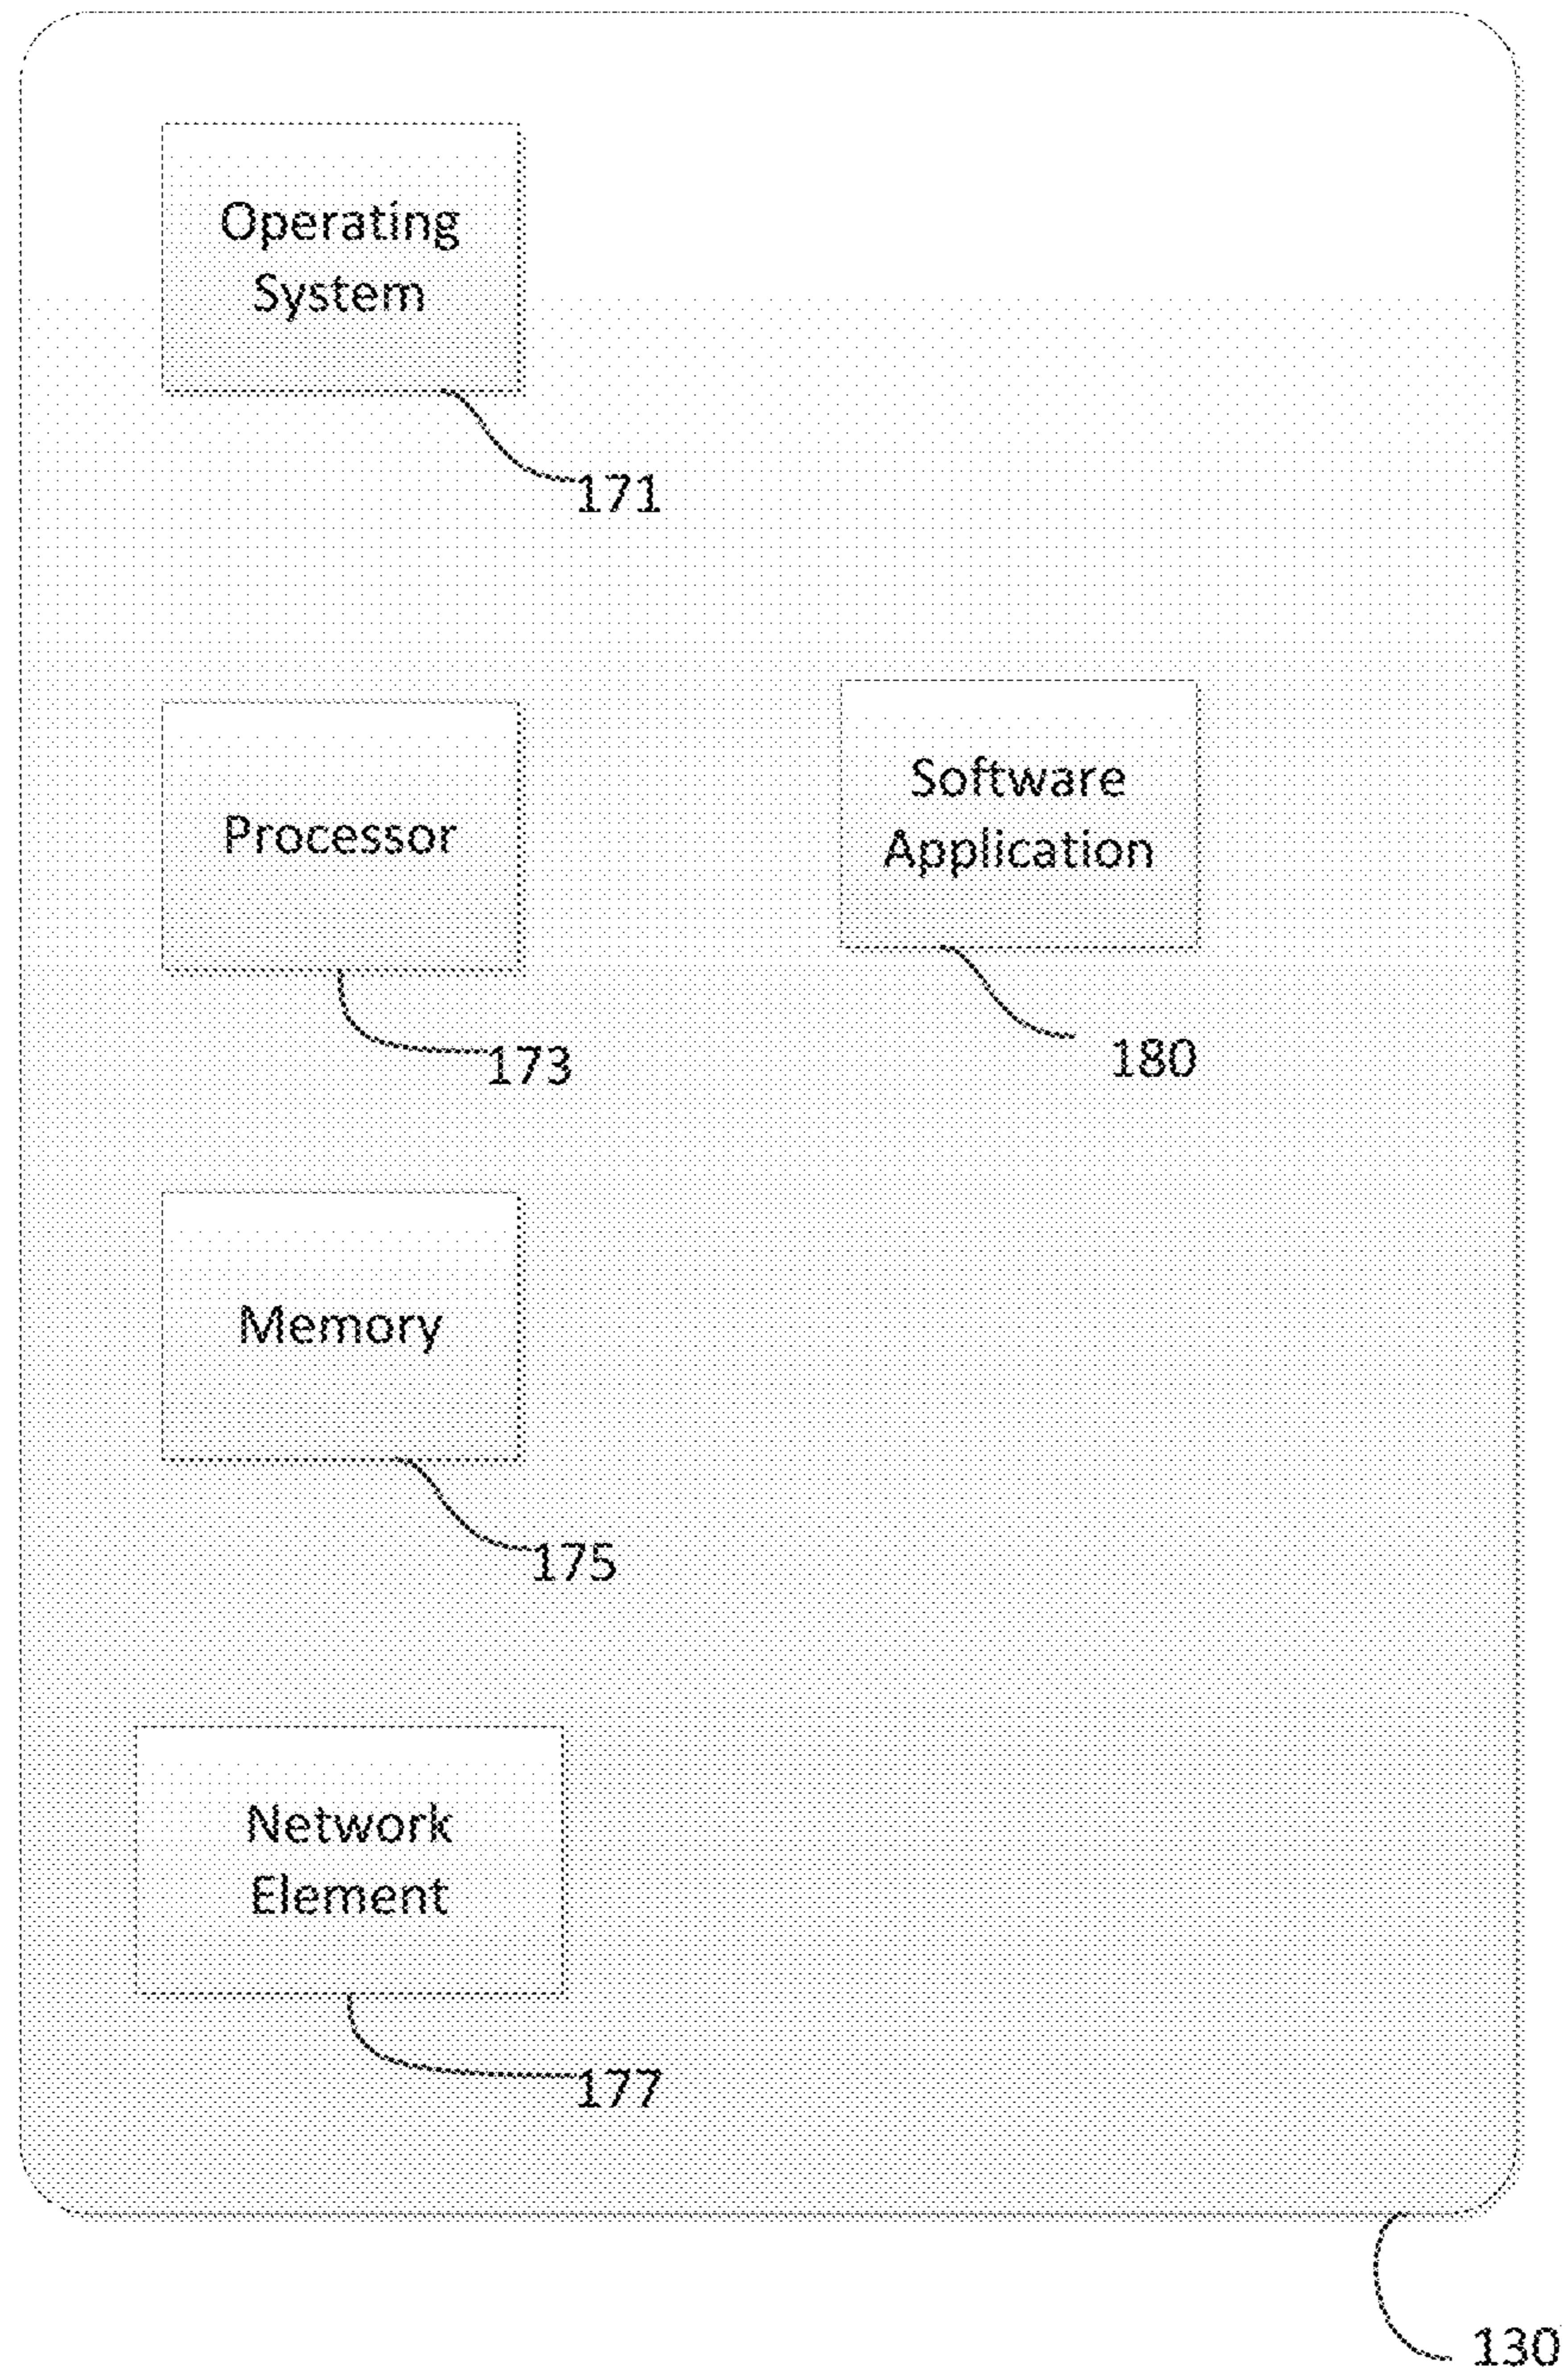 Operating
System
171
Processor
173
Software
Application
180
Memory
175
Network
Element
177
130